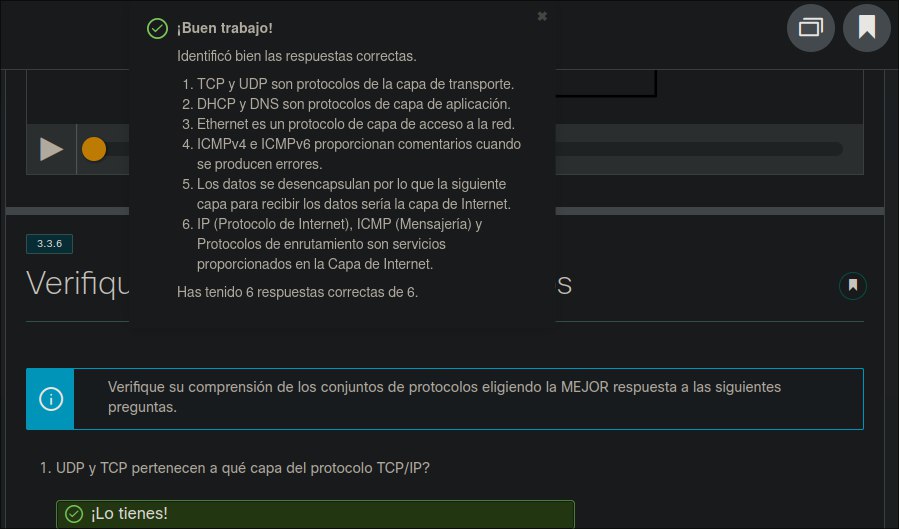 ¡Buen trabajo!
Identificó bien las respuestas correctas.
1. TCP y UDP son protocolos de la capa de transporte.
2. DHCP y DNS son protocolos de capa de aplicación.
3. Ethernet es un protocolo de capa de acceso a la red.
4. ICMPv4 e ICMPv6 proporcionan comentarios cuando
se producen errores.
5. Los datos se desencapsulan por lo que la siguiente
capa para recibir los datos sería la capa de Internet.
6. IP (Protocolo de Internet), ICMP (Mensajería) y
Protocolos de enrutamiento son servicios
proporcionados en la Capa de Internet.
Has tenido 6 respuestas correctas de 6.
3.3.6
Verifiqu s
Verifique su comprensión de los conjuntos de protocolos eligiendo la MEJOR respuesta a las siguientes
preguntas.
1. UDP y TCP pertenecen a qué capa del protocolo TCP/IP?
¡Lo tienes!